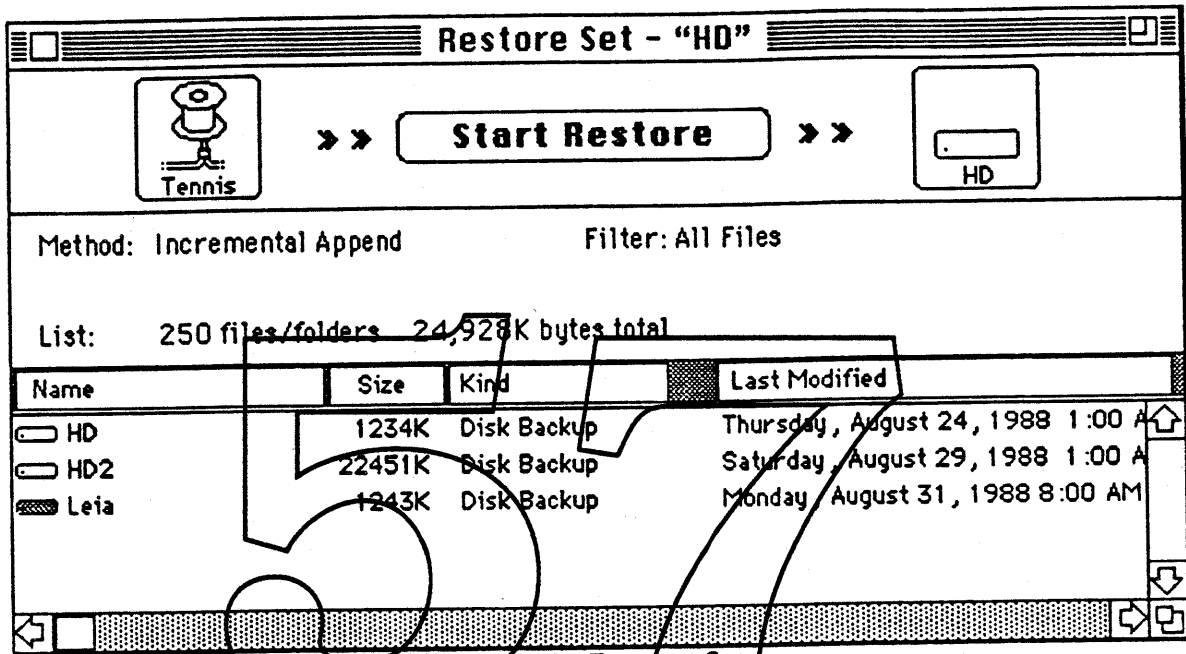 Restore Set - “HD”
Tennis
Start Restore
HD
Method: Incremental Append Filter: All Files
List: 250 files/folders 24,928K bytes total
Name Size Kind Last Modified
HD 1234K Disk Backup Thursday, August 24, 1988 1:00 A
HD2 22451K Disk Backup Saturday, August 29, 1988 1:00 A
Leia 1243K Disk Backup Monday, August 31, 1988 8:00 AM
57